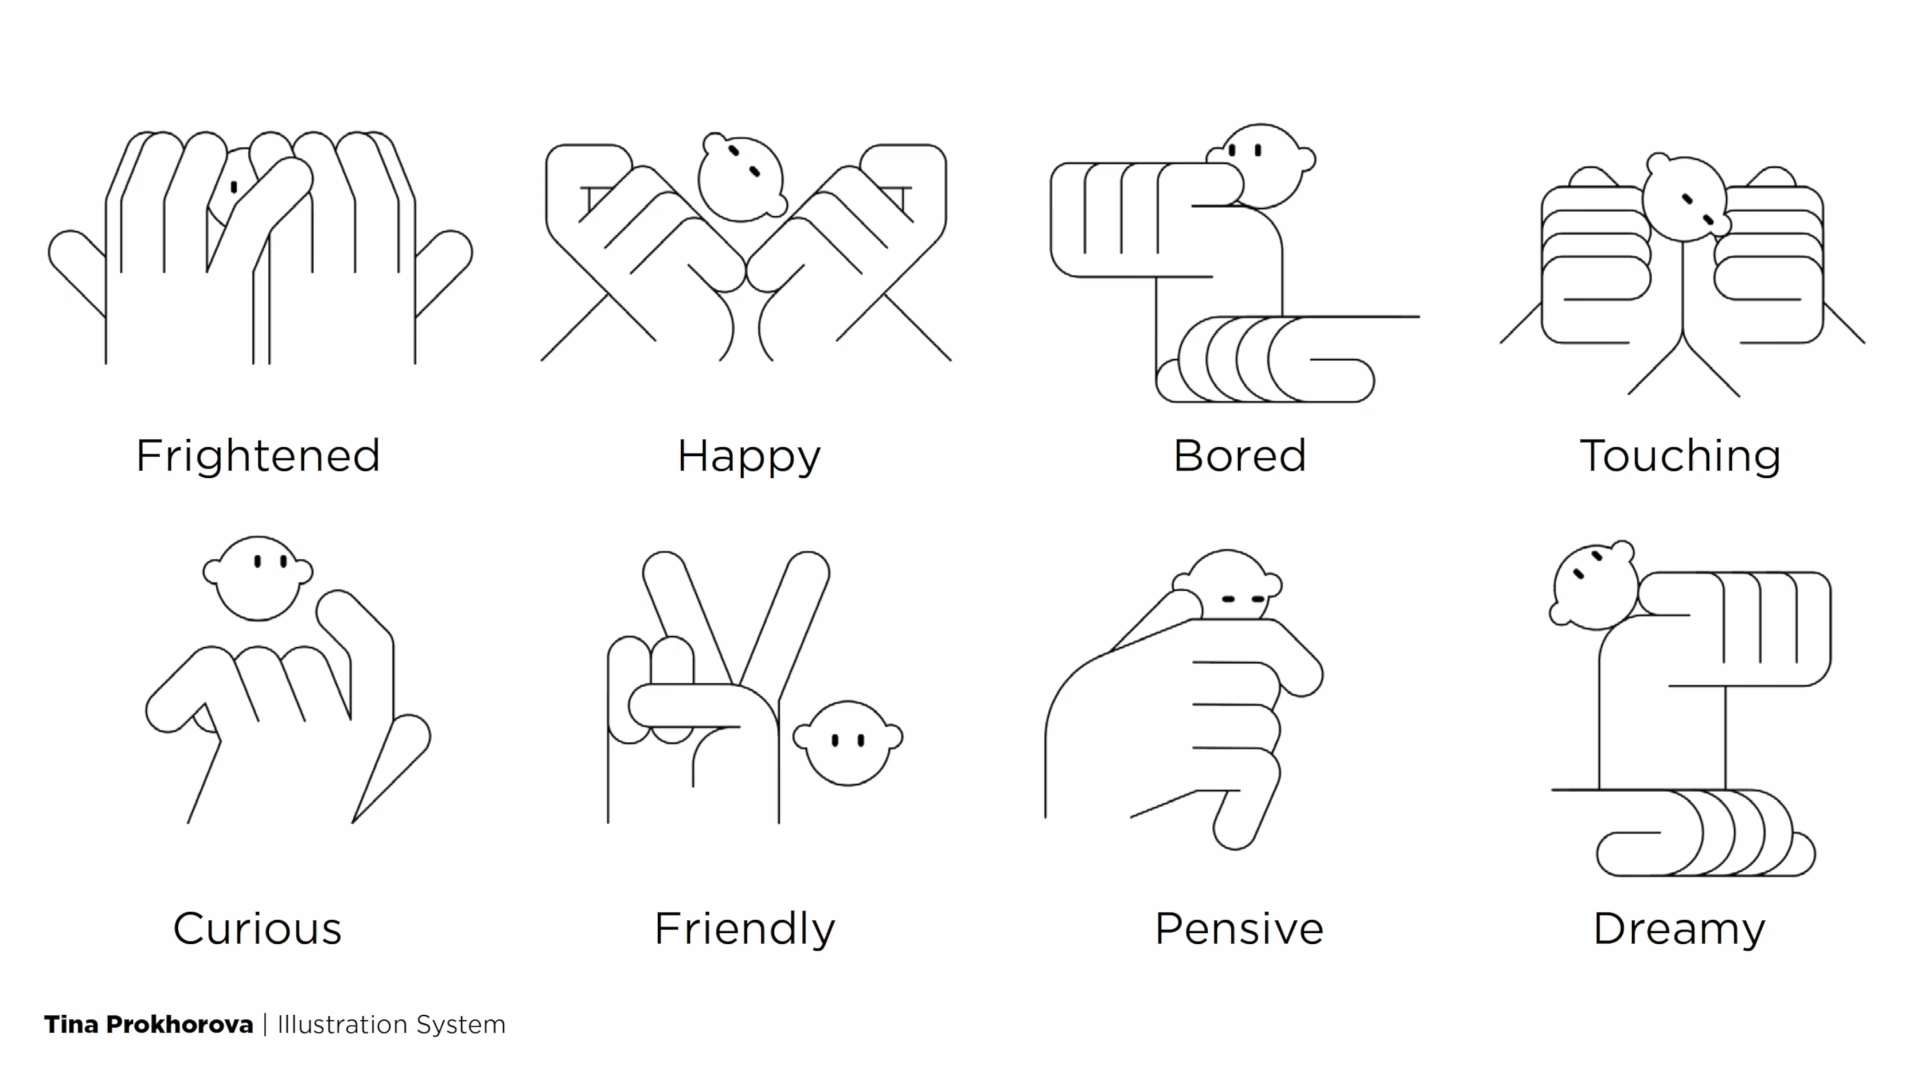 Frightened
Happy
Bored
Touching
Curious
Friendly
Pensive
Dreamy
Tina Prokhorova | Illustration System